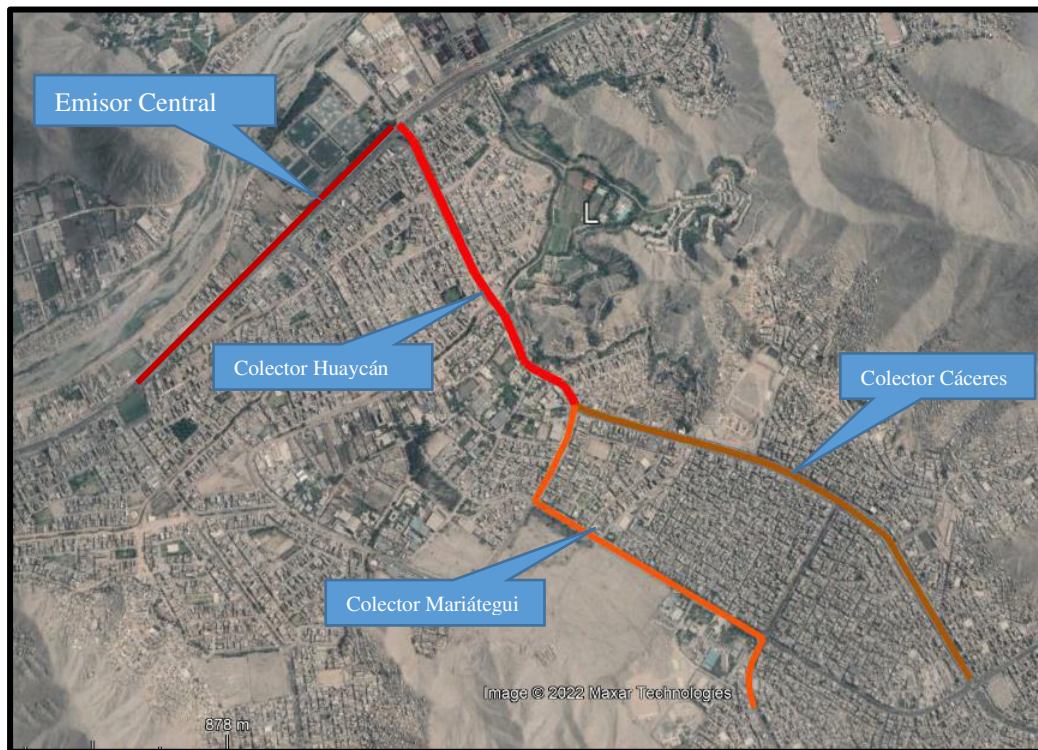 Emisor Central
L
Colector Huaycán
Colector Cáceres
Colector Mariátegui
Image © 2022 Maxar Technologies
878 m